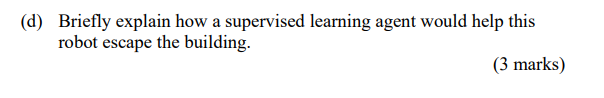 (d) Briefly explain how a supervised learning agent would help this
robot escape the building.
(3 marks)